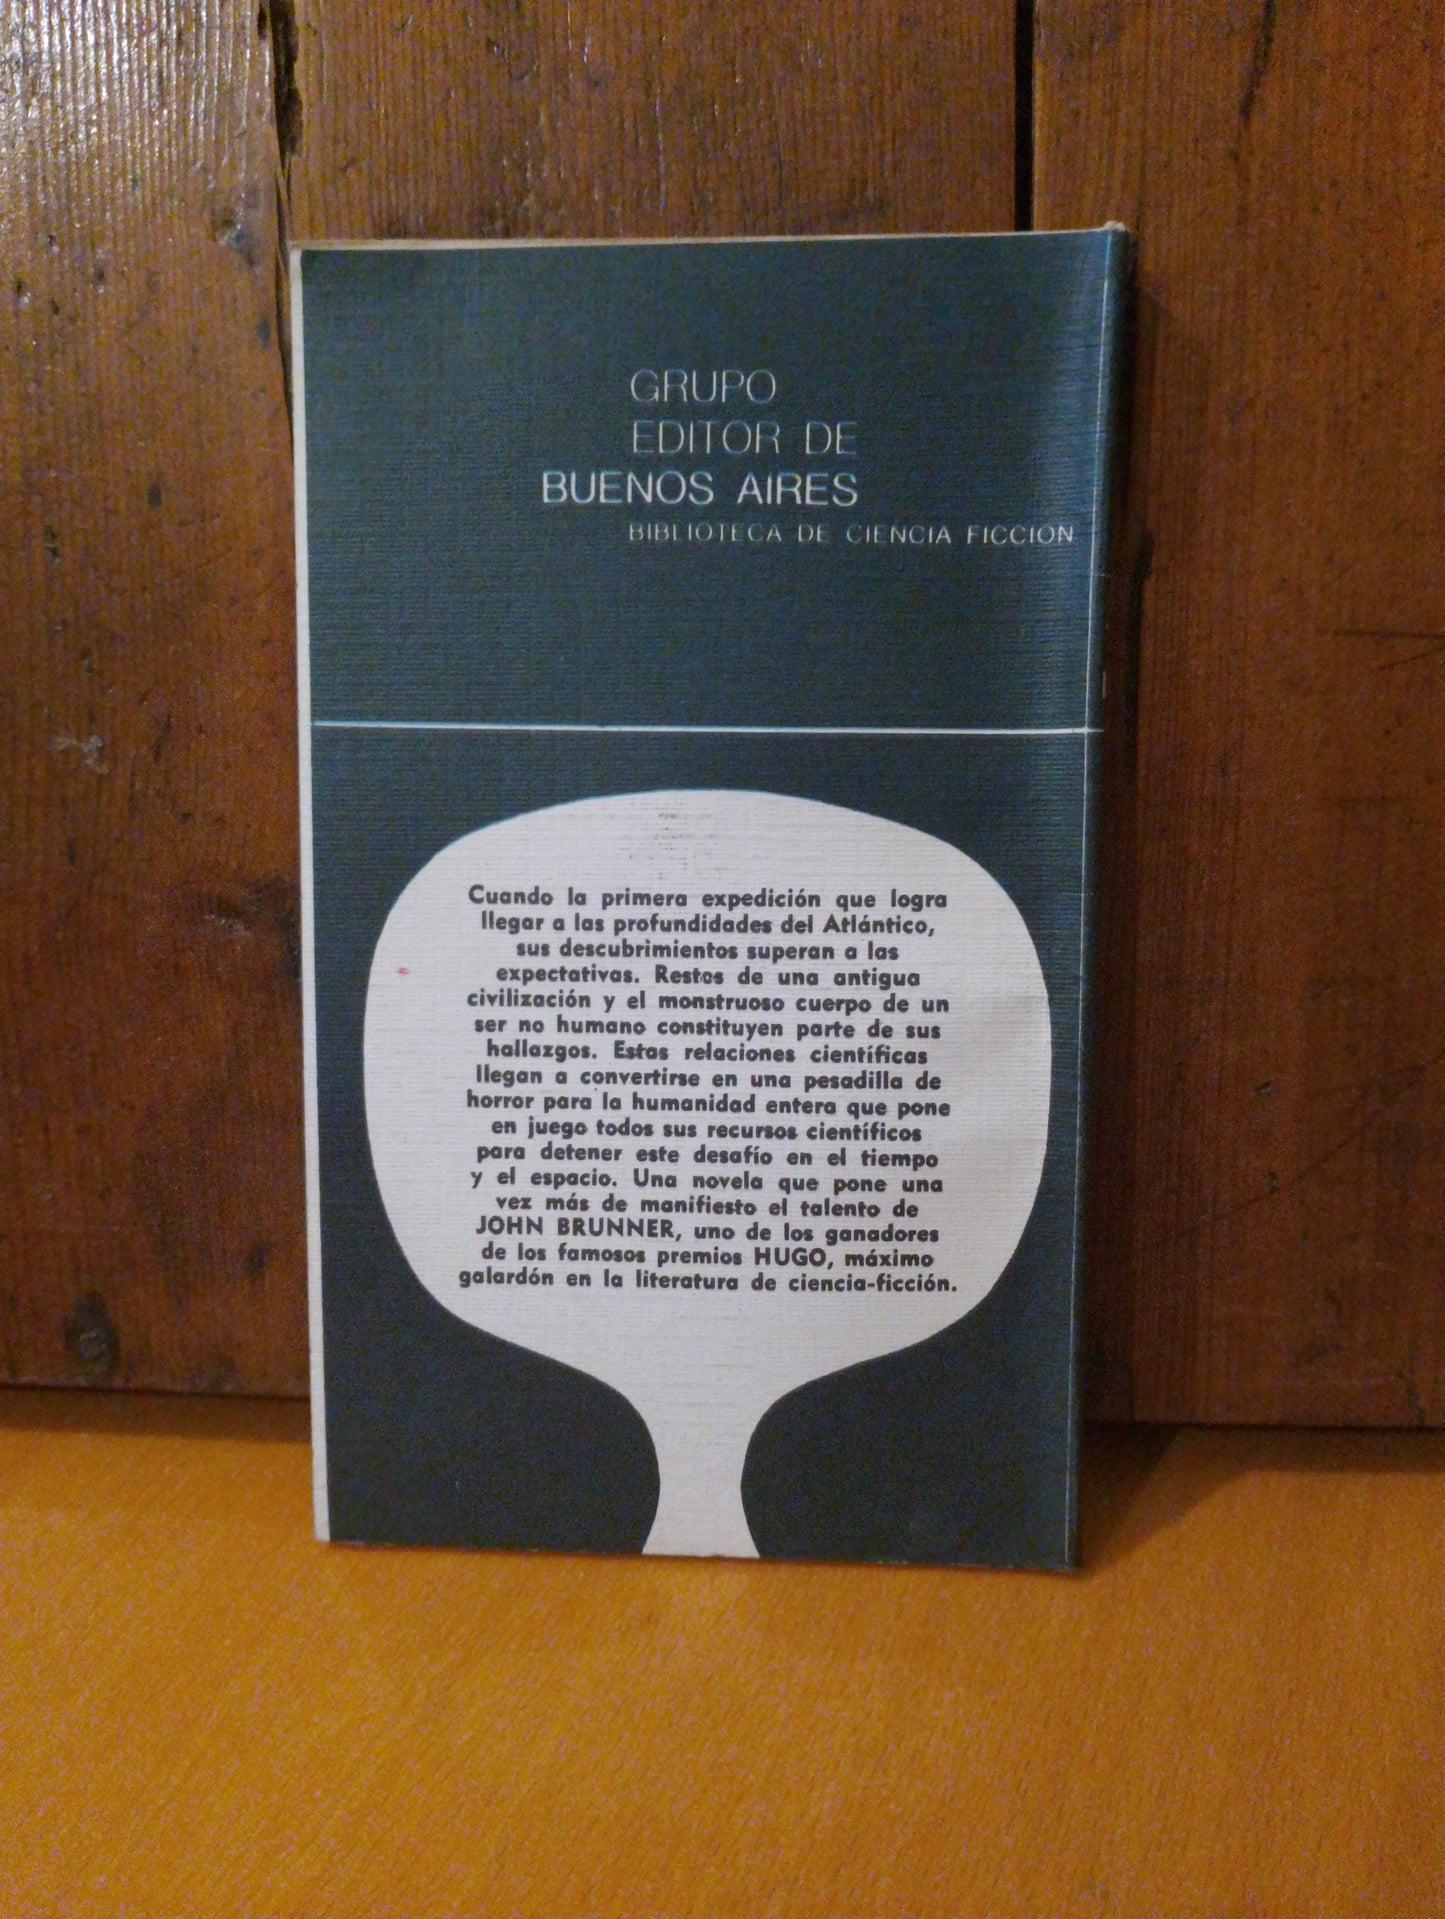 GRUPO
EDITOR DE
BUENOS AIRES
BIBLIOTECA DE CIENCIA FICCION
Cuando la primera expedición que logra
llegar a las profundidades del Atlántico,
sus descubrimientos superan a las
expectativas. Restos de una antigua
civilización y el monstruoso cuerpo de un
ser no humano constituyen parte de sus
hallazgos. Estas relaciones científicas
llegan a convertirse en una pesadilla de
horror para la humanidad entera que pone
en juego todos sus recursos científicos
para detener este desafío en el tiempo
y el espacio. Una novela que pone una
vez más de manifiesto el talento de
JOHN BRUNNER, uno de los ganadores
de los famosos premios HUGO, máximo
galardón en la literatura de ciencia-ficción.